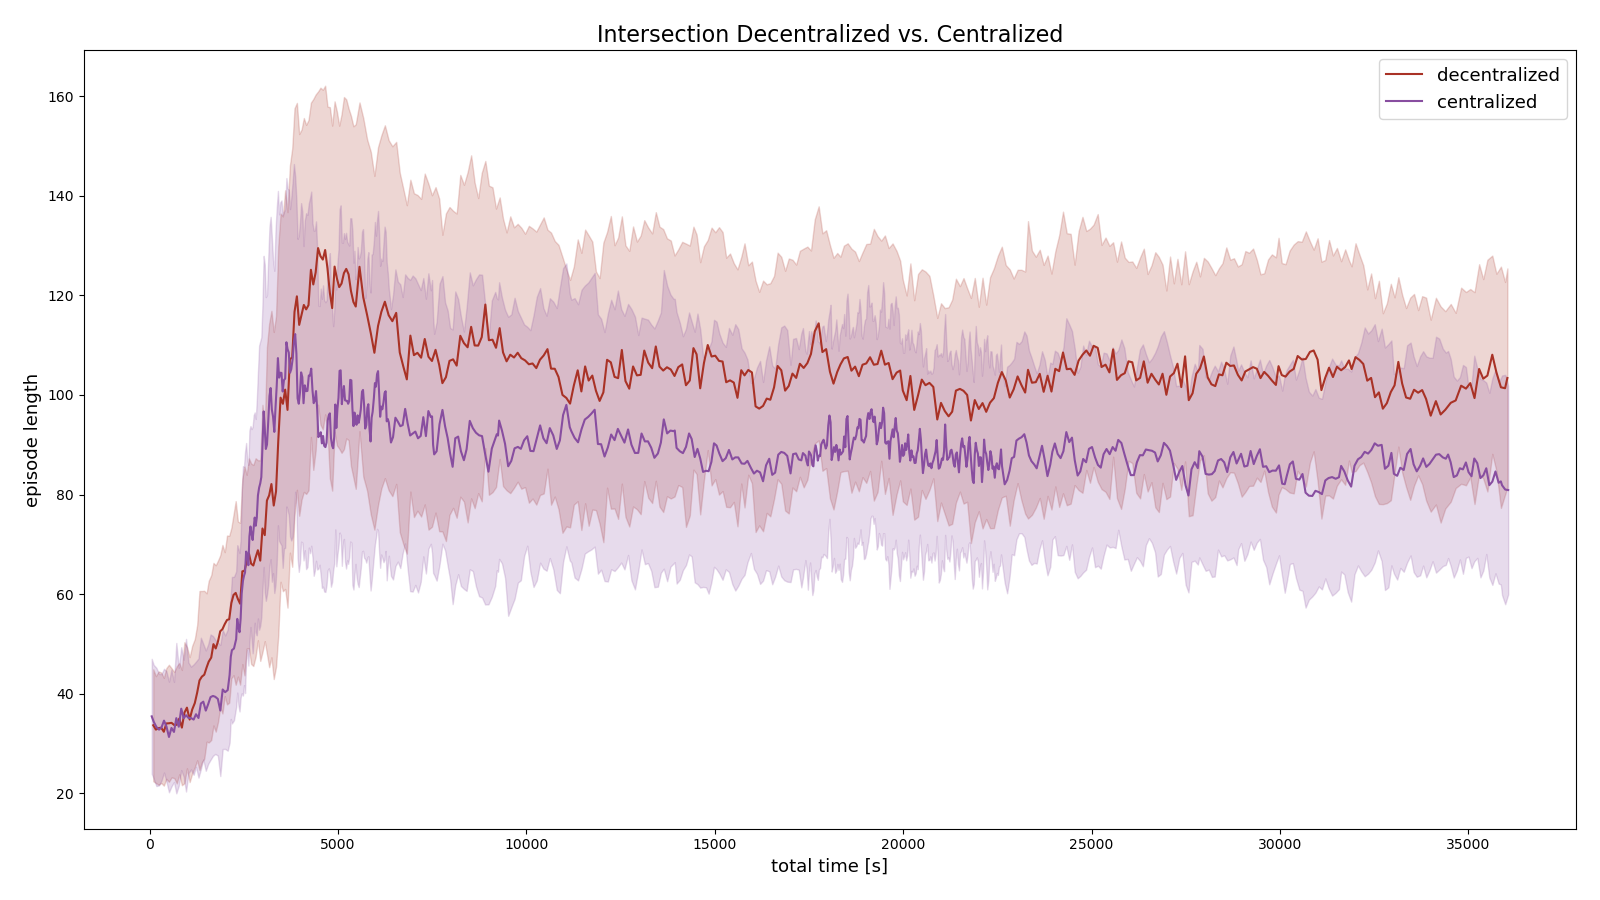 Intersection Decentralized vs. Centralized
decentralized
centralized
160
140
120
100
80
60
40
20
episode length
0 5000 10000 15000 20000 25000 30000 35000
total time [s]